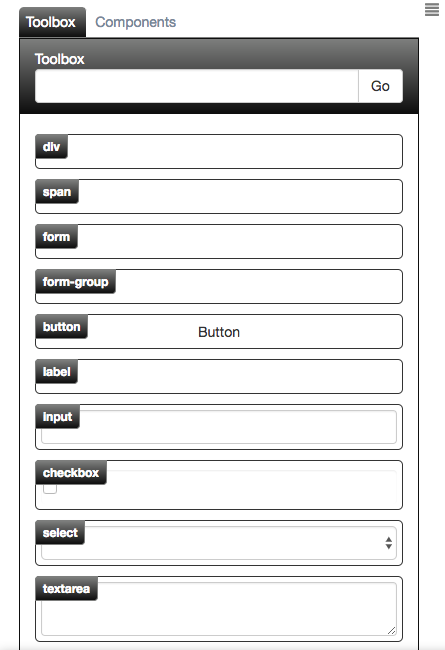 Toolbox Components
Toolbox
Go
div
span
form
form-group
button
Button
label
input
checkbox
select
textarea